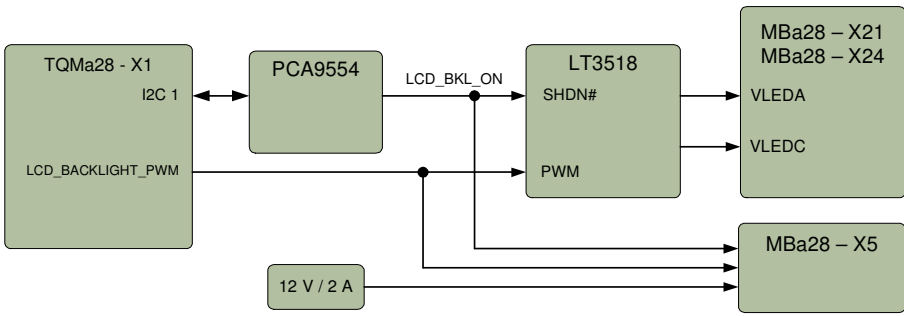 TQMa28 - X1
I2C 1
LCD_BACKLIGHT_PWM
PCA9554
LCD_BKL_ON
LT3518
SHDN#
PWM
MBa28 – X21
MBa28 – X24
VLEDA
VLEDC
MBa28 – X5
12 V / 2 A